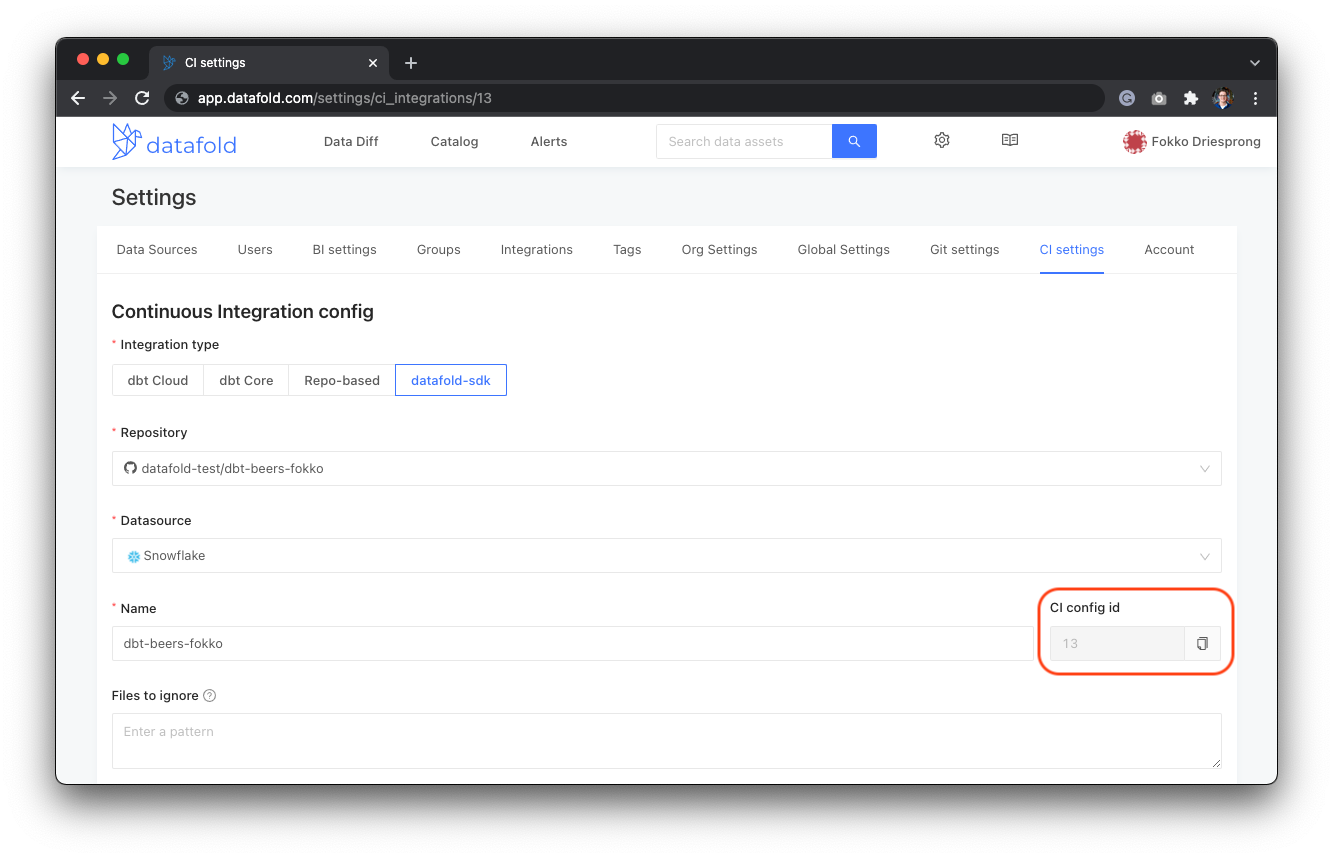 CI settings
app.datafold.com/settings/ci_integrations/13
datafold Data Diff Catalog Alerts Search data assets Fokko Driesprong
Settings
Data Sources Users BI settings Groups Integrations Tags Org Settings Global Settings Git settings CI settings Account
Continuous Integration config
* Integration type
dbt Cloud dbt Core Repo-based datafold-sdk
* Repository
datafold-test/dbt-beers-fokko
* Datasource
Snowflake
* Name CI config id
dbt-beers-fokko 13
Files to ignore ?
Enter a pattern